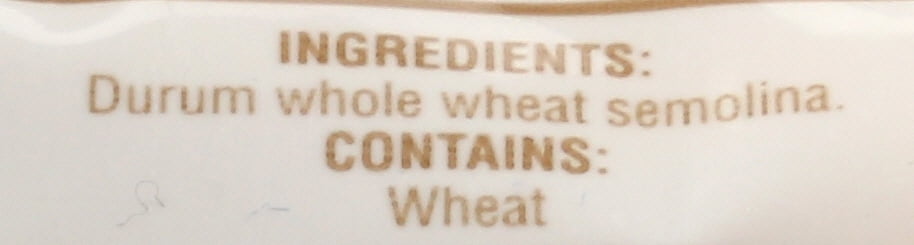 INGREDIENTS:
Durum whole wheat semolina.
CONTAINS:
Wheat